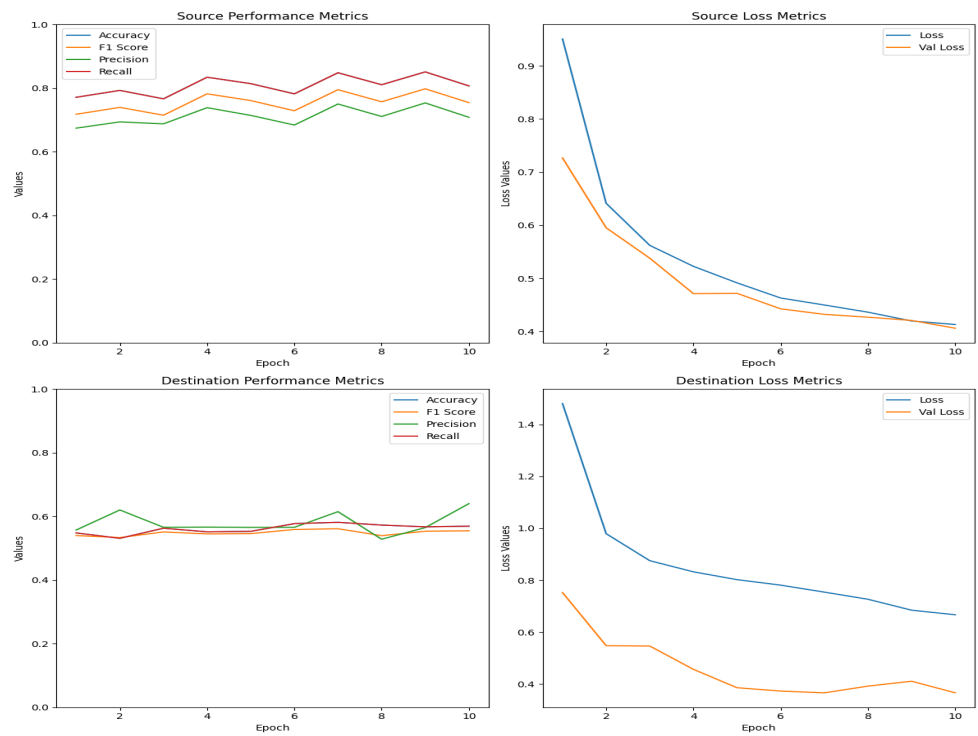 Source Performance Metrics
1.0
0.8
0.6
0.4
0.2
0.0
Values
Accuracy
F1 Score
Precision
Recall
2 4 6 8 10
Epoch
Source Loss Metrics
0.9
0.8
0.7
0.6
0.5
0.4
Loss Values
Loss
Val Loss
2 4 6 8 10
Epoch
Destination Performance Metrics
1.0
0.8
0.6
0.4
0.2
0.0
Values
Accuracy
F1 Score
Precision
Recall
2 4 6 8 10
Epoch
Destination Loss Metrics
1.4
1.2
1.0
0.8
0.6
0.4
Loss Values
Loss
Val Loss
2 4 6 8 10
Epoch